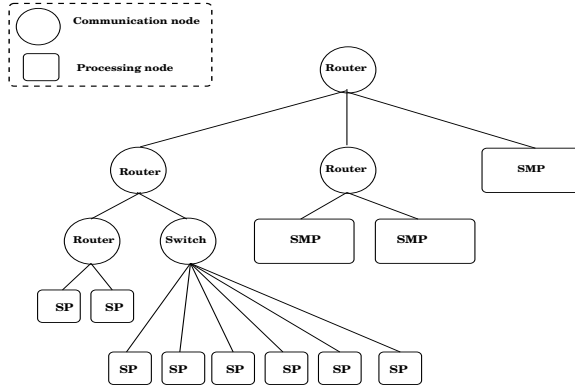 Communication node
Processing node
Router
Router
Router
SMP
Router
Switch
SMP
SMP
SP
SP
SP
SP
SP
SP
SP
SP